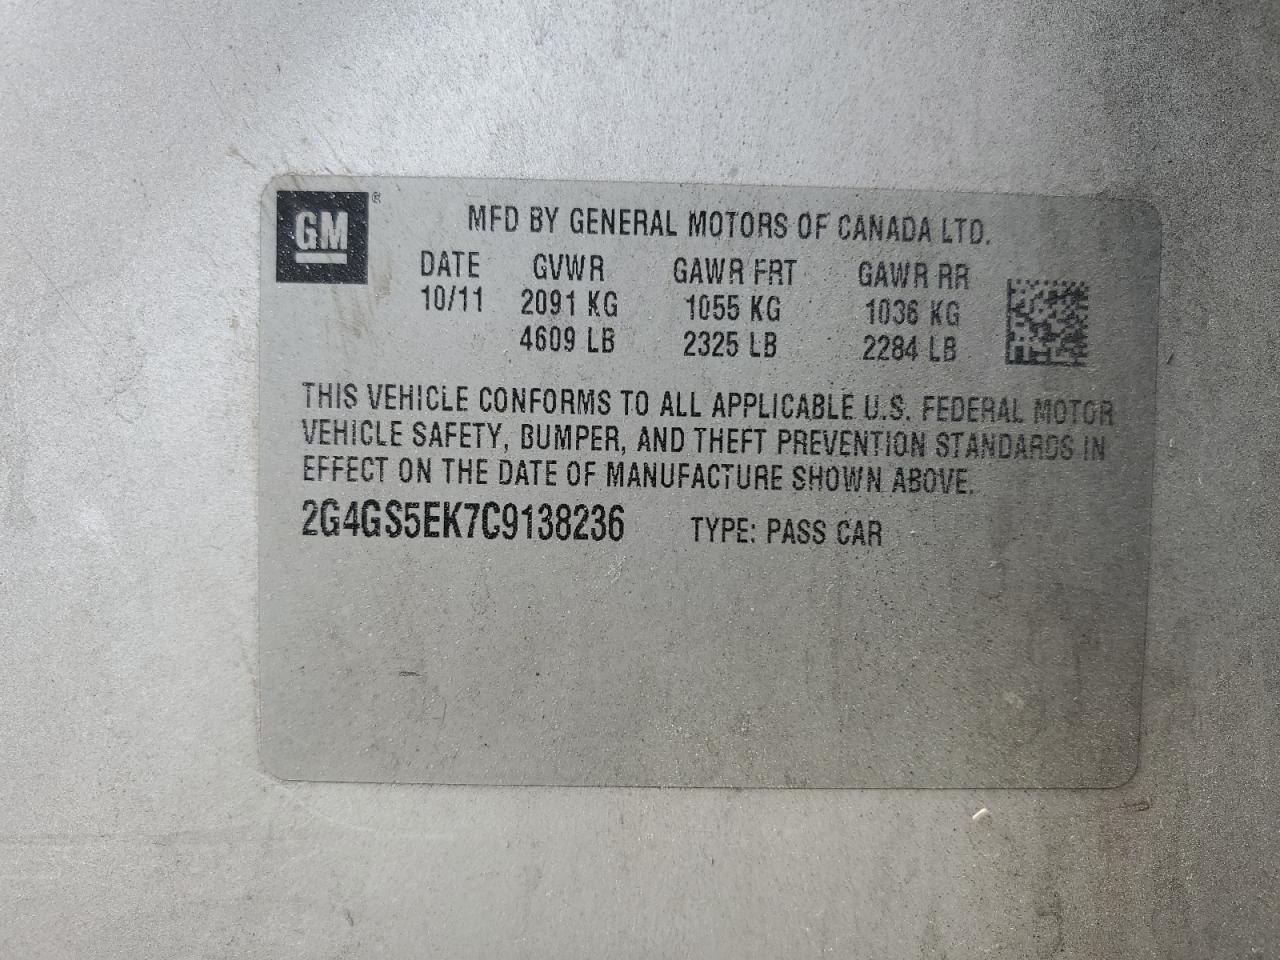 GM®
MFD BY GENERAL MOTORS OF CANADA LTD.
DATE GVWR GAWR FRT GAWR RR
10/11 2091 KG 1055 KG 1036 KG
4609 LB 2325 LB 2284 LB
THIS VEHICLE CONFORMS TO ALL APPLICABLE U.S. FEDERAL MOTOR
VEHICLE SAFETY, BUMPER, AND THEFT PREVENTION STANDARDS IN
EFFECT ON THE DATE OF MANUFACTURE SHOWN ABOVE.
2G4GS5EK7C9138236 TYPE: PASS CAR